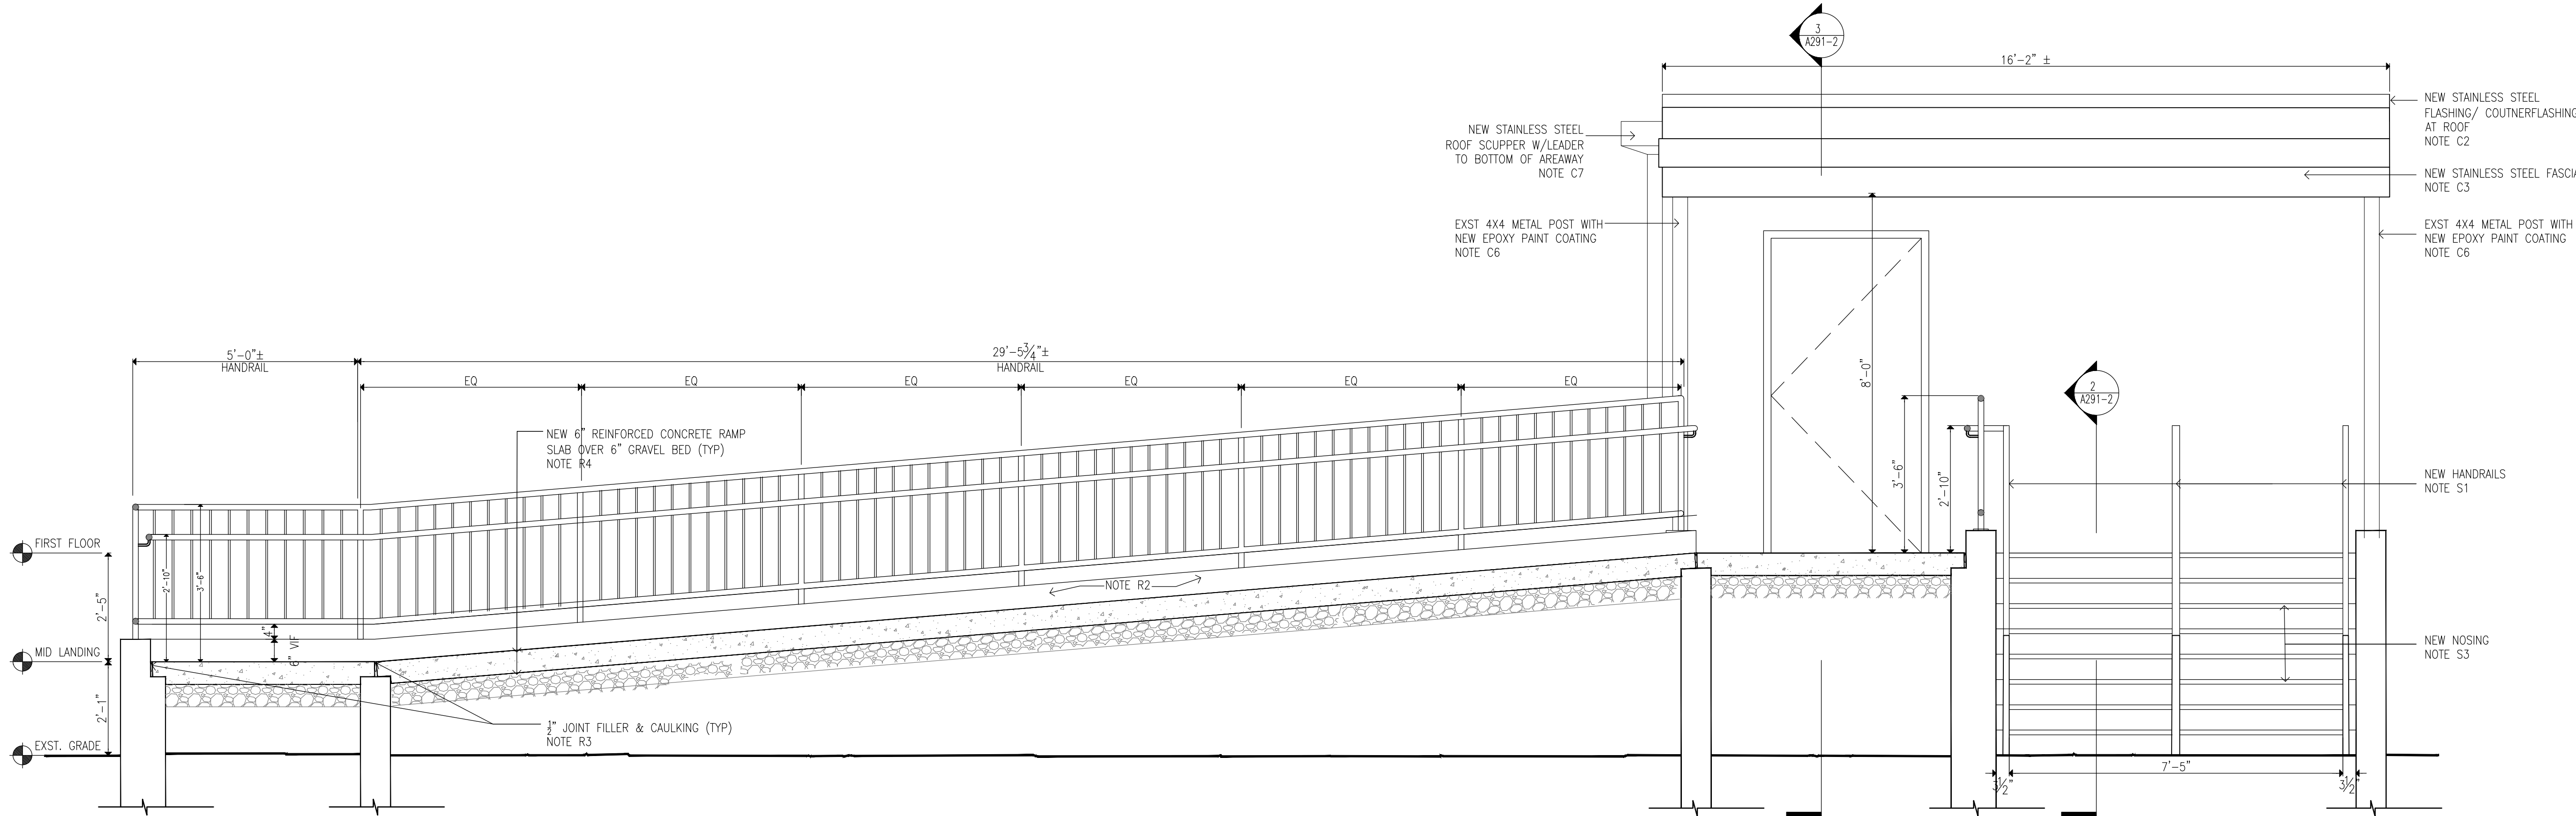 3
A291-2
16'-2" ±
NEW STAINLESS STEEL
FLASHING/ COUTNERFLASHING
AT ROOF
NOTE C2
NEW STAINLESS STEEL
ROOF SCUPPER W/LEADER
TO BOTTOM OF AREAWAY
NOTE C7
NEW STAINLESS STEEL FASCIA
NOTE C3
EXST 4X4 METAL POST WITH
NEW EPOXY PAINT COATING
NOTE C6
EXST 4X4 METAL POST WITH
NEW EPOXY PAINT COATING
NOTE C6
5'-0"±
HANDRAIL
29'-5 3/4"±
HANDRAIL
EQ
EQ
EQ
EQ
EQ
EQ
8'-0"
2
A291-2
NEW 6" REINFORCED CONCRETE RAMP
SLAB OVER 6" GRAVEL BED (TYP)
NOTE R4
3'-6"
2'-10"
NEW HANDRAILS
NOTE S1
FIRST FLOOR
2'-10"
3'-6"
2'-5"
NOTE R2
4"
6" VIF
MID LANDING
NEW NOSING
NOTE S3
2'-1"
1/2" JOINT FILLER & CAULKING (TYP)
NOTE R3
EXST. GRADE
3 1/2"
7'-5"
3 1/2"